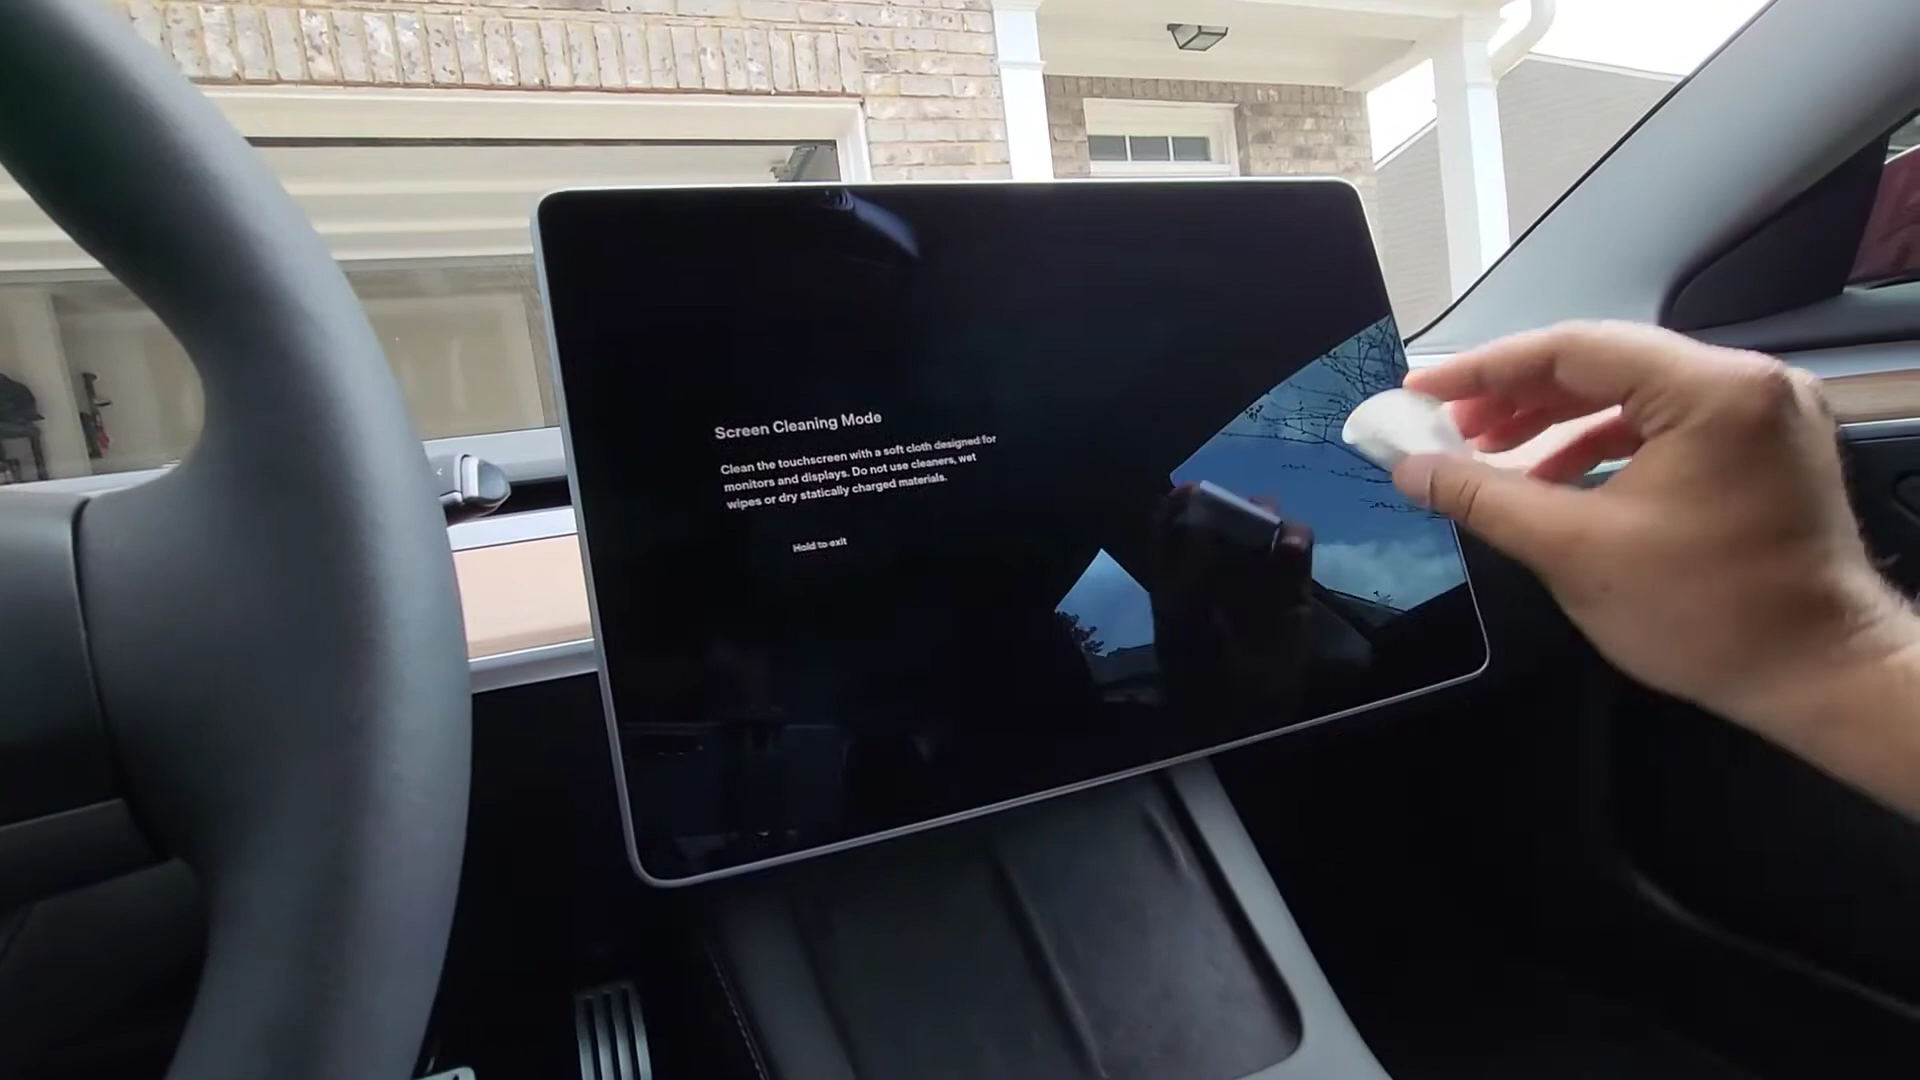 Screen Cleaning Mode
Clean the touchscreen with a soft cloth designed for
monitors and displays. Do not use cleaners, wet
wipes or dry statically charged materials.
Hold to exit